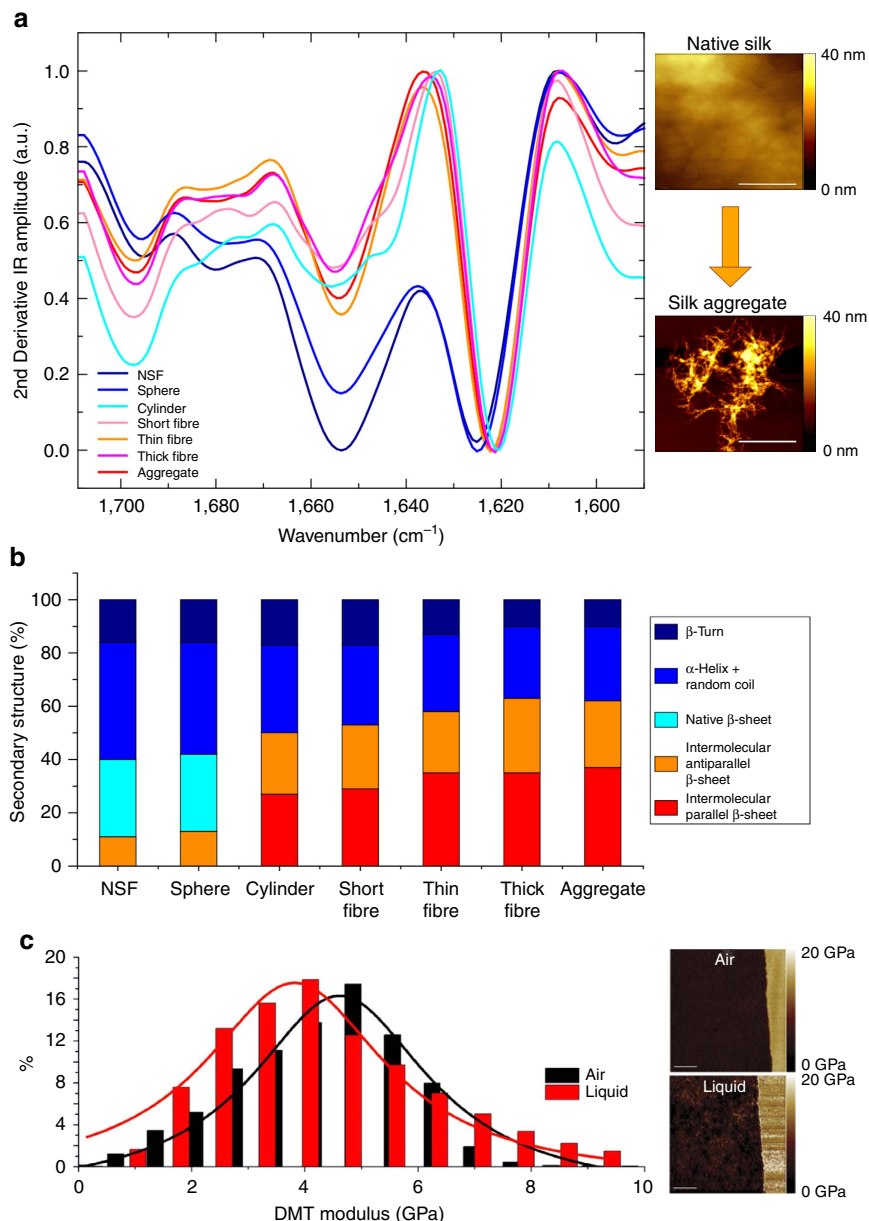 a
Native silk
40 nm
0 nm
Silk aggregate
40 nm
0 nm
2nd Derivative IR amplitude (a.u.)
1.0
0.8
0.6
0.4
0.2
0.0
NSF
Sphere
Cylinder
Short fibre
Thin fibre
Thick fibre
Aggregate
1,700
1,680
1,660
1,640
1,620
1,600
Wavenumber (cm⁻¹)
b
Secondary structure (%)
100
80
60
40
20
0
NSF
Sphere
Cylinder
Short
fibre
Thin
fibre
Thick
fibre
Aggregate
β-Turn
α-Helix +
random coil
Native β-sheet
Intermolecular
antiparallel
β-sheet
Intermolecular
parallel β-sheet
c
%
20
16
12
8
4
0
Air
Liquid
0
2
4
6
8
10
DMT modulus (GPa)
Air
20 GPa
0 GPa
Liquid
20 GPa
0 GPa